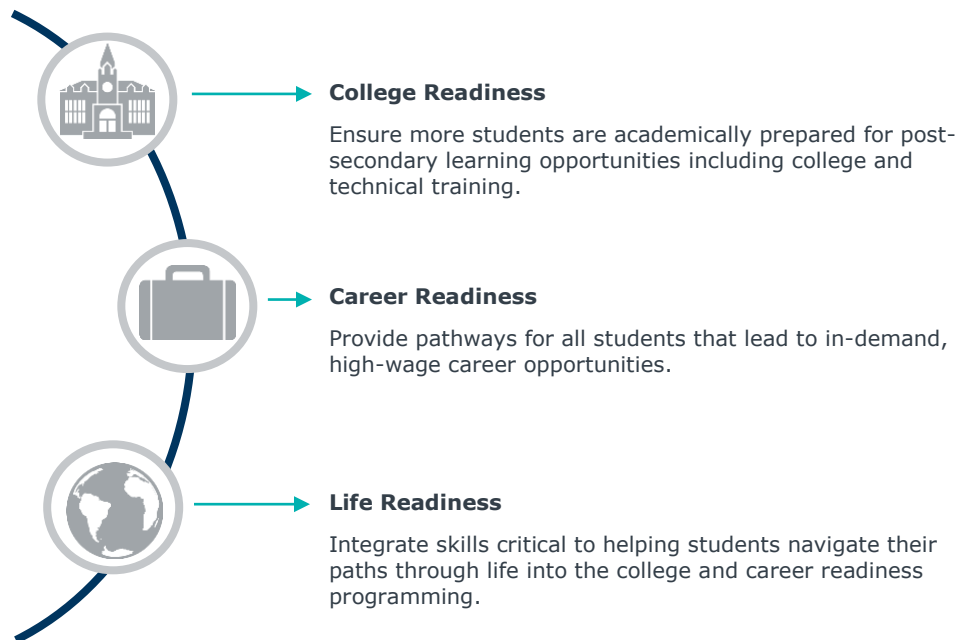 College Readiness
Ensure more students are academically prepared for post-
secondary learning opportunities including college and
technical training.
Career Readiness
Provide pathways for all students that lead to in-demand,
high-wage career opportunities.
Life Readiness
Integrate skills critical to helping students navigate their
paths through life into the college and career readiness
programming.